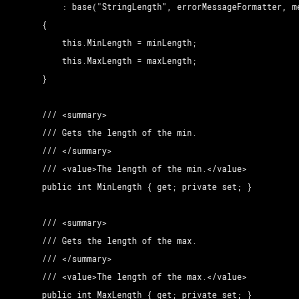 : base("StringLength", errorMessageFormatter,
{
this.MinLength = minLength;
this.MaxLength = maxLength;
}
/// <summary>
/// Gets the length of the min.
/// </summary>
/// <value>The length of the min.</value>
public int MinLength { get; private set; }
/// <summary>
/// Gets the length of the max.
/// </summary>
/// <value>The length of the max.</value>
public int MaxLength { get; private set; }